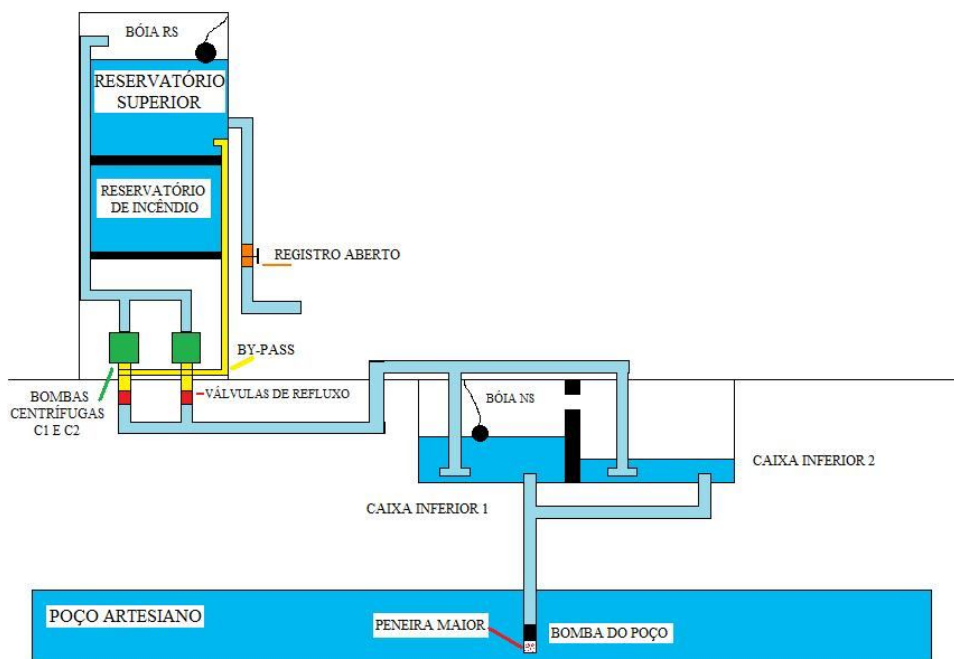 BÓIA RS
RESERVATÓRIO
SUPERIOR
RESERVATÓRIO
DE INCÊNDIO
REGISTRO ABERTO
BY-PASS
BOMBAS
CENTRÍFUGAS
C1 E C2
VÁLVULAS DE REFLUXO
BÓIA NS
CAIXA INFERIOR 2
CAIXA INFERIOR 1
POÇO ARTESIANO
PENEIRA MAIOR
BOMBA DO POÇO